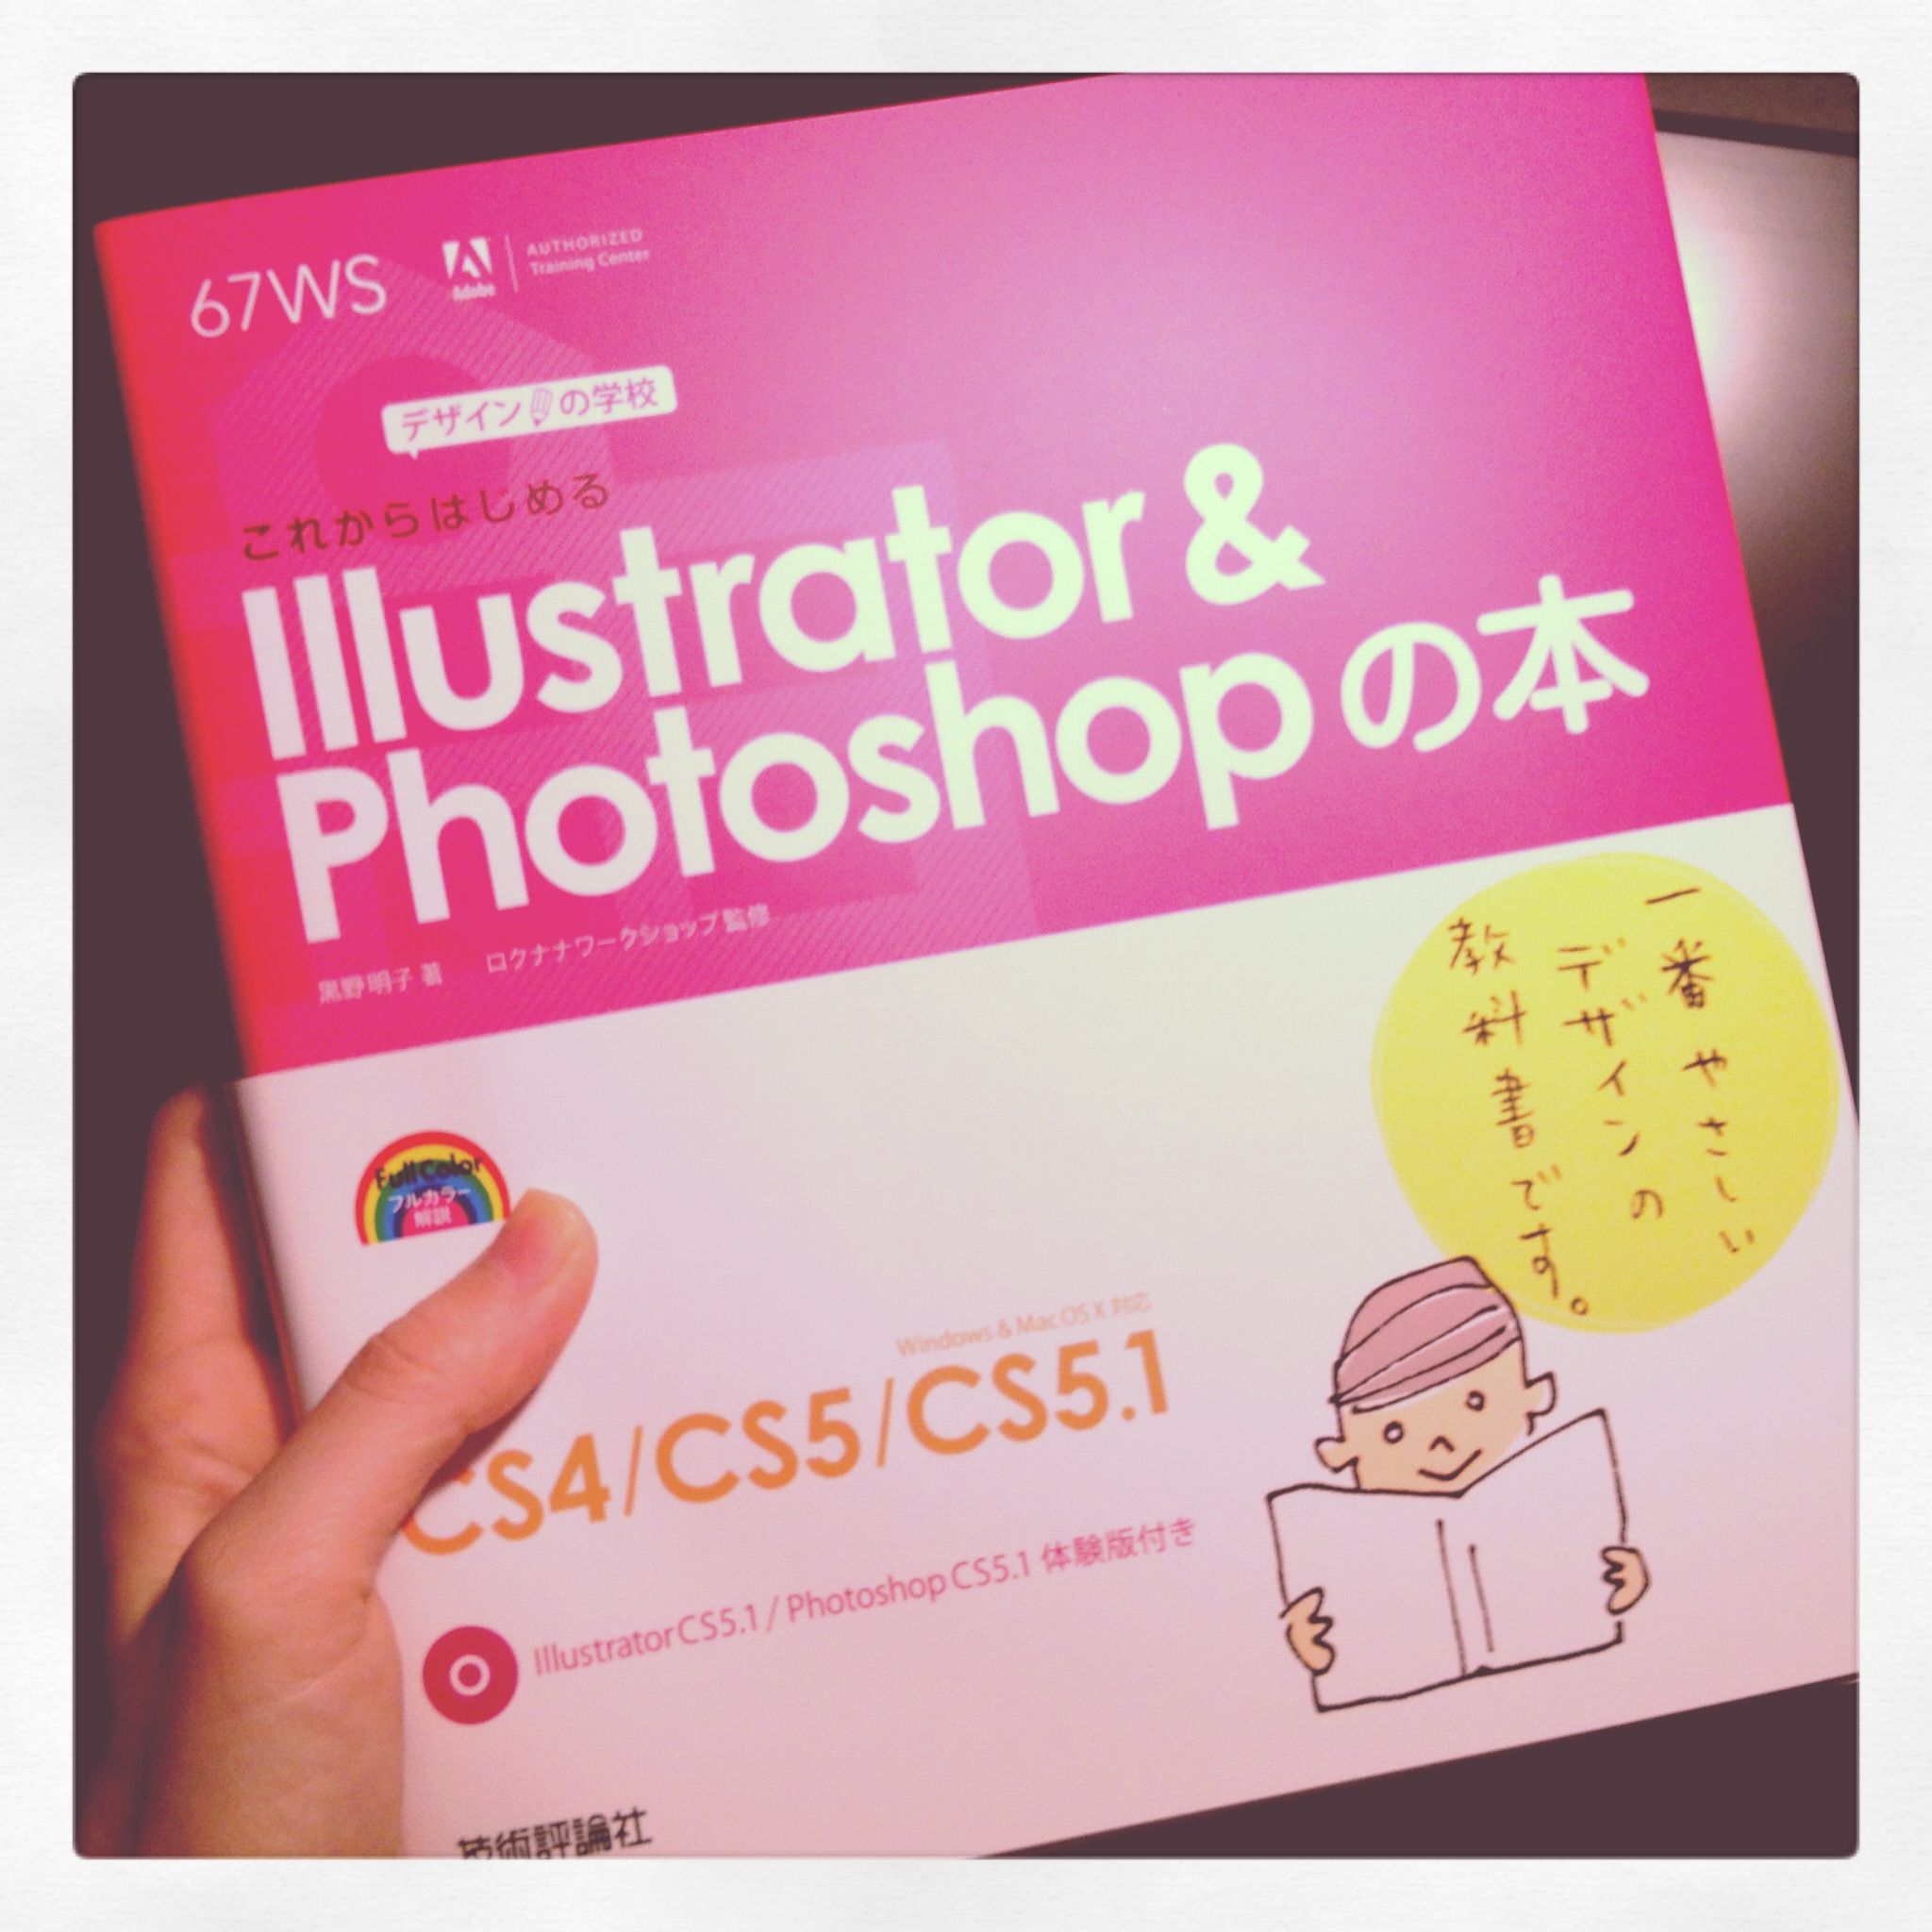 67WS
Adobe
AUTHORIZED
Training Center
デザインの学校
これからはじめる
Illustrator &
Photoshopの本
黒野明子 著 ロクナナワークショップ 監修
一番やさしい
デザインの
教科書です。
Full Color
フルカラー
解説
Windows & Mac OS X 対応
CS4/CS5/CS5.1
Illustrator CS5.1 / Photoshop CS5.1 体験版付き
技術評論社